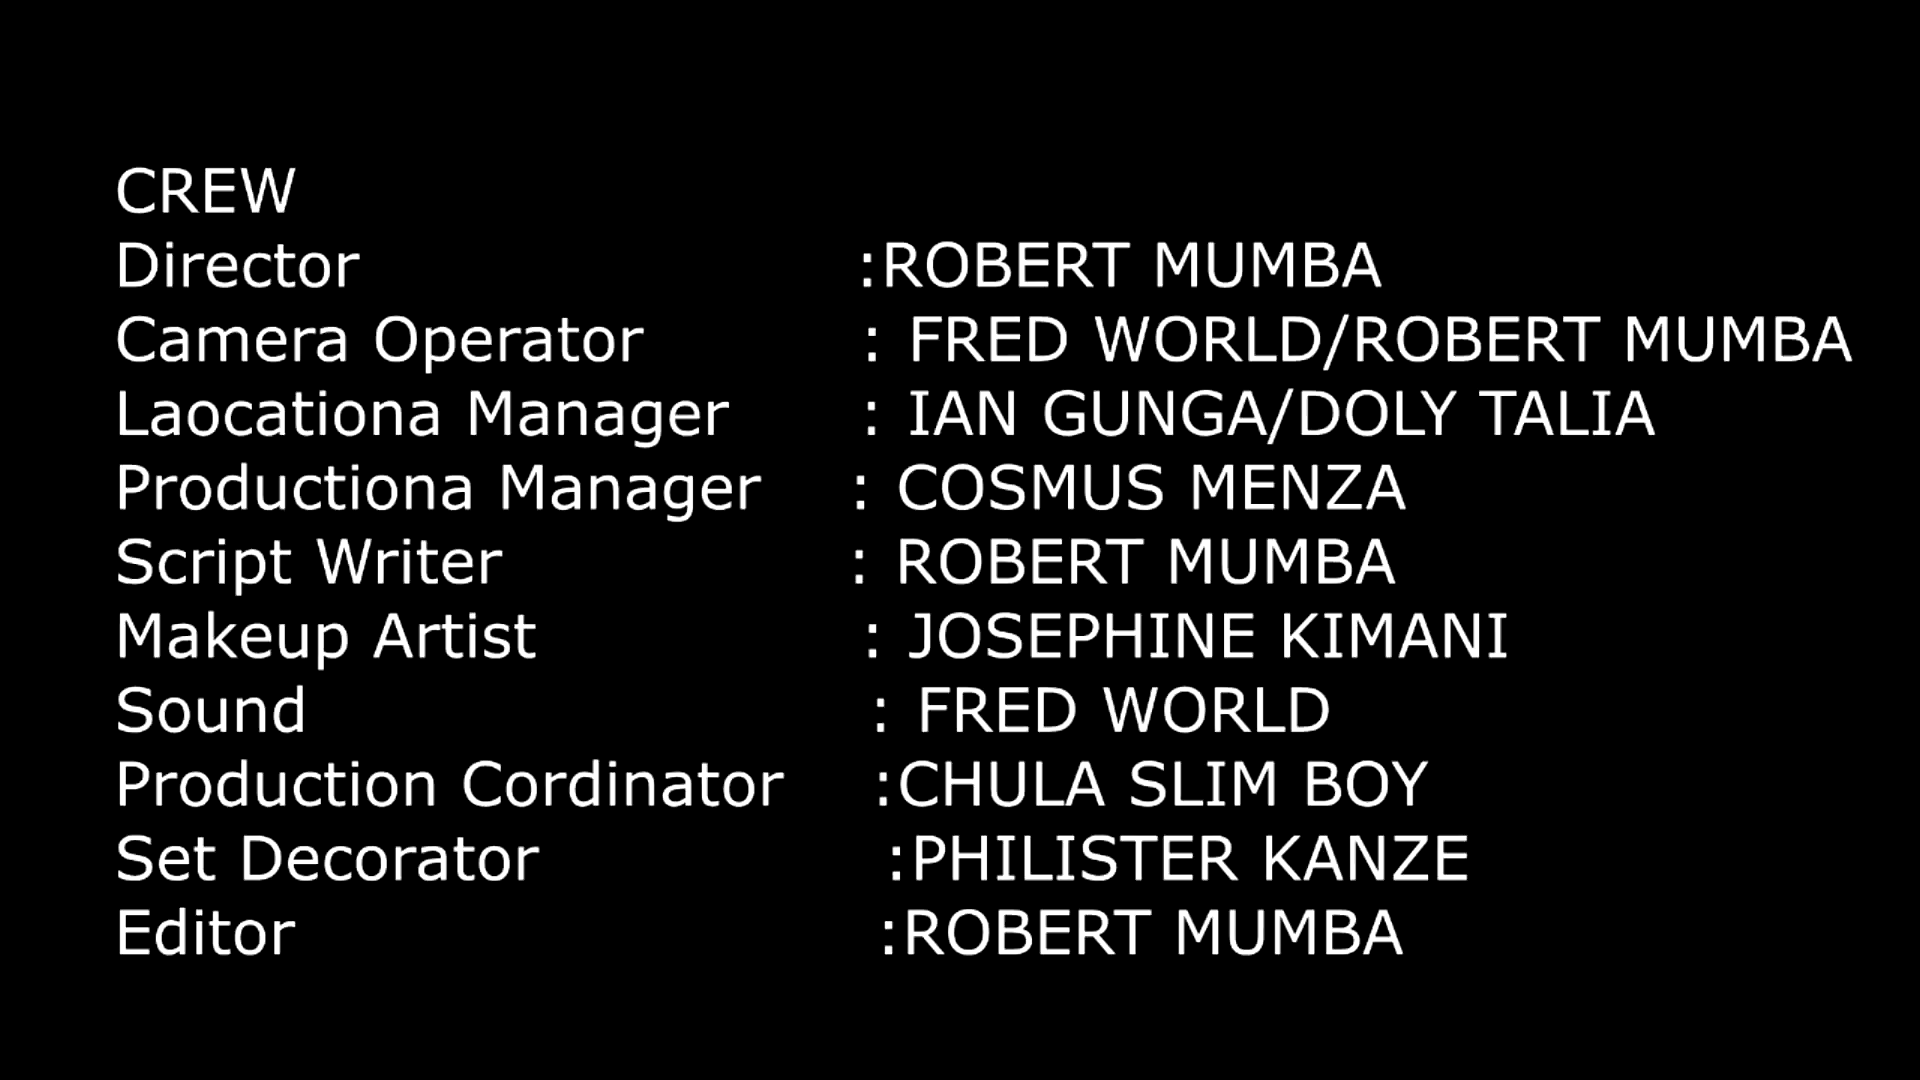 CREW
Director :ROBERT MUMBA
Camera Operator : FRED WORLD/ROBERT MUMBA
Laocationa Manager : IAN GUNGA/DOLY TALIA
Productiona Manager : COSMUS MENZA
Script Writer : ROBERT MUMBA
Makeup Artist : JOSEPHINE KIMANI
Sound : FRED WORLD
Production Cordinator :CHULA SLIM BOY
Set Decorator :PHILISTER KANZE
Editor :ROBERT MUMBA